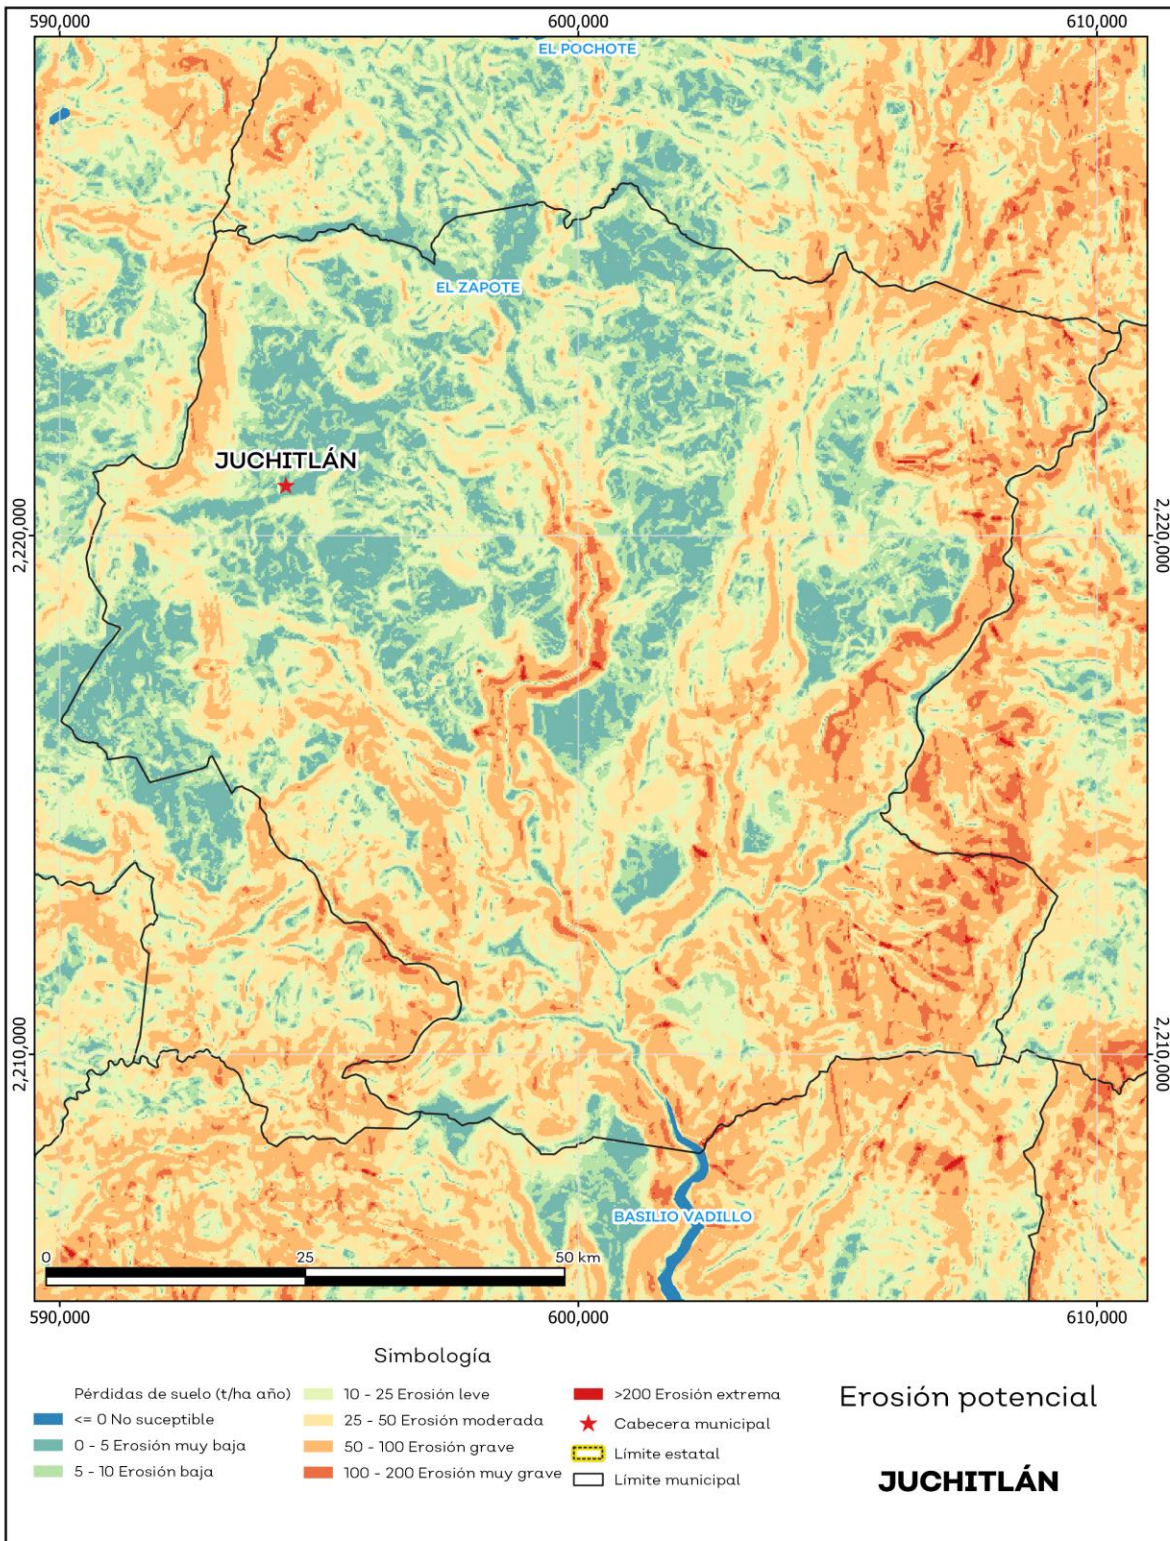 590,000 600,000 610,000
EL POCHOTE
EL ZAPOTE
JUCHITLÁN
2,220,000 2,220,000
2,210,000 2,210,000
BASILIO VADILLO
0 25 50 km
590,000 600,000 610,000
Simbología
Pérdidas de suelo (t/ha año)
<= 0 No suceptible
0 - 5 Erosión muy baja
5 - 10 Erosión baja
10 - 25 Erosión leve
25 - 50 Erosión moderada
50 - 100 Erosión grave
100 - 200 Erosión muy grave
>200 Erosión extrema
Cabecera municipal
Límite estatal
Límite municipal
Erosión potencial
JUCHITLÁN